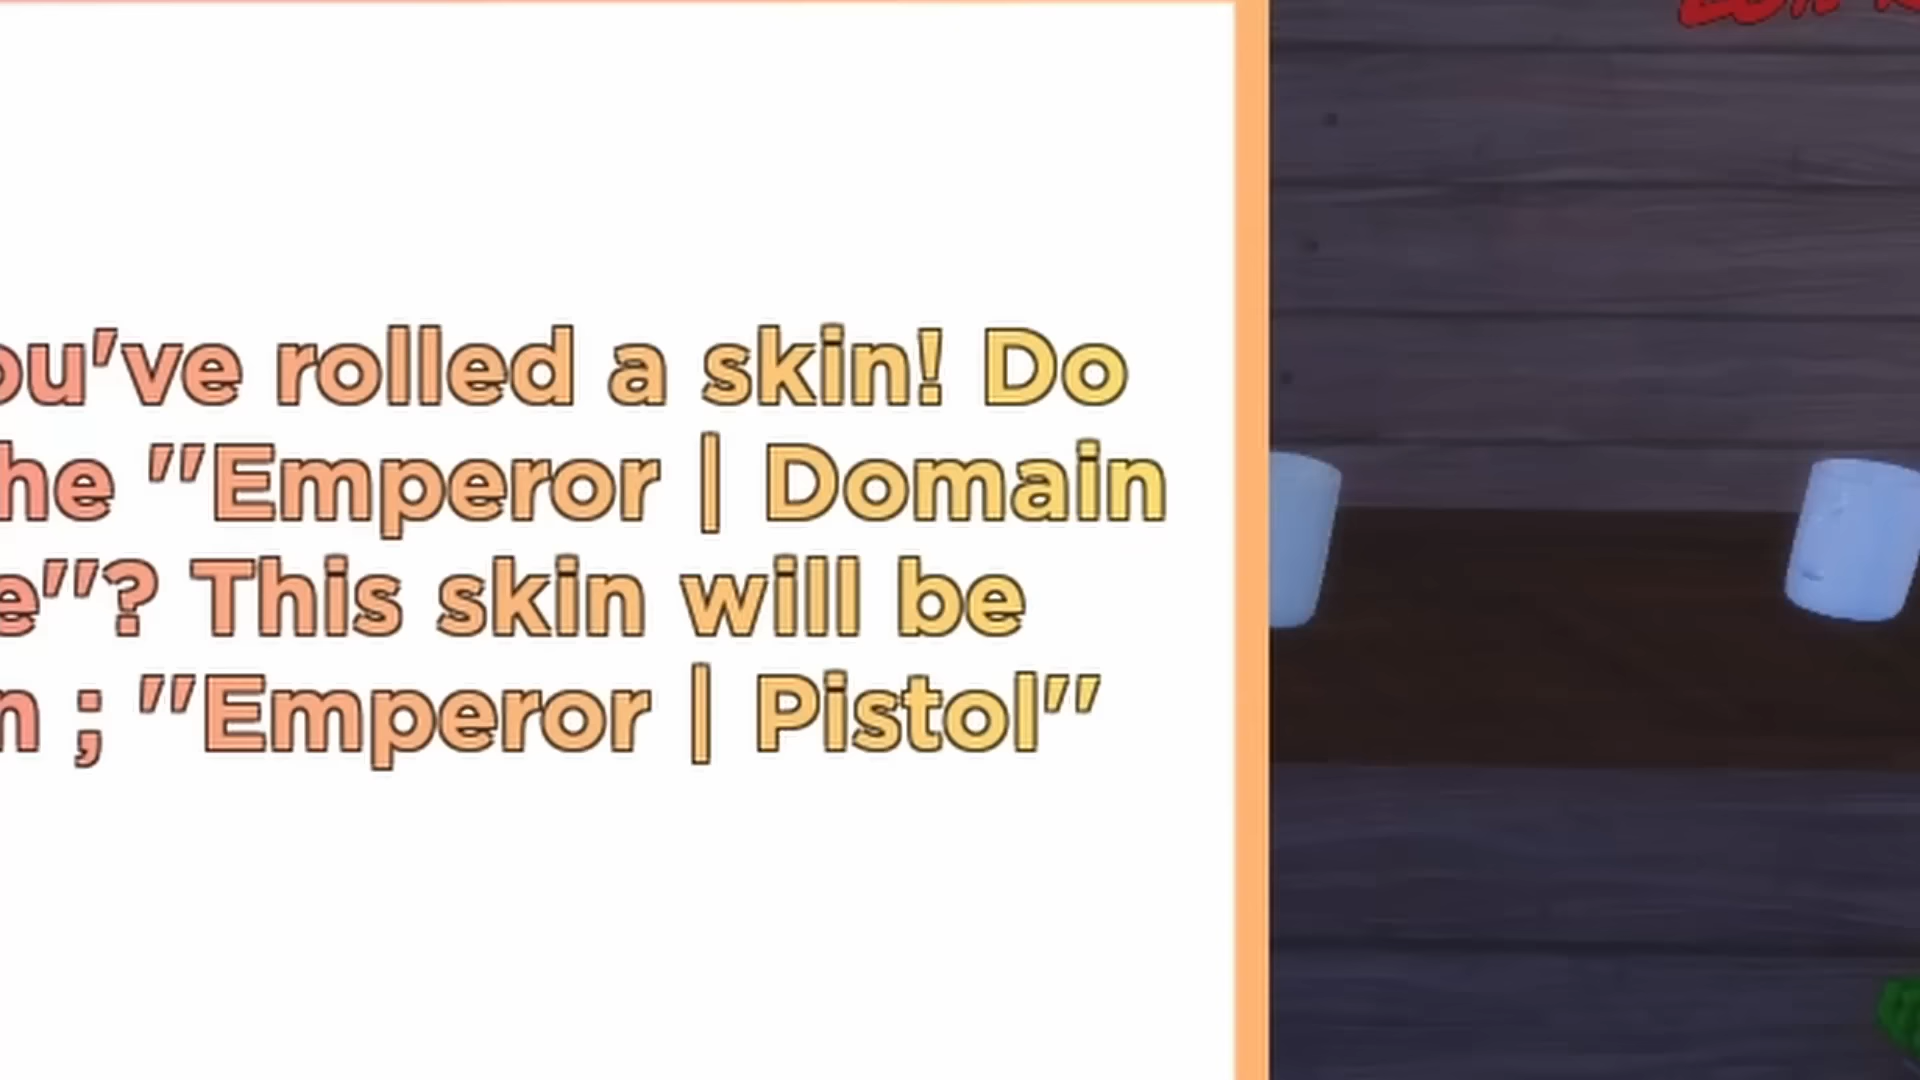 ou've rolled a skin! Do
he "Emperor | Domain
e"? This skin will be
n ; "Emperor | Pistol"